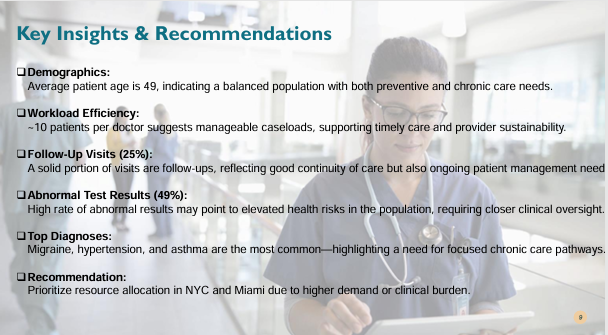 Key Insights & Recommendations
❑Demographics:
Average patient age is 49, indicating a balanced population with both preventive and chronic care needs.
❑Workload Efficiency:
~10 patients per doctor suggests manageable caseloads, supporting timely care and provider sustainability.
❑Follow-Up Visits (25%):
A solid portion of visits are follow-ups, reflecting good continuity of care but also ongoing patient management need
❑Abnormal Test Results (49%):
High rate of abnormal results may point to elevated health risks in the population, requiring closer clinical oversight.
❑Top Diagnoses:
Migraine, hypertension, and asthma are the most common—highlighting a need for focused chronic care pathways.
❑Recommendation:
Prioritize resource allocation in NYC and Miami due to higher demand or clinical burden.
9